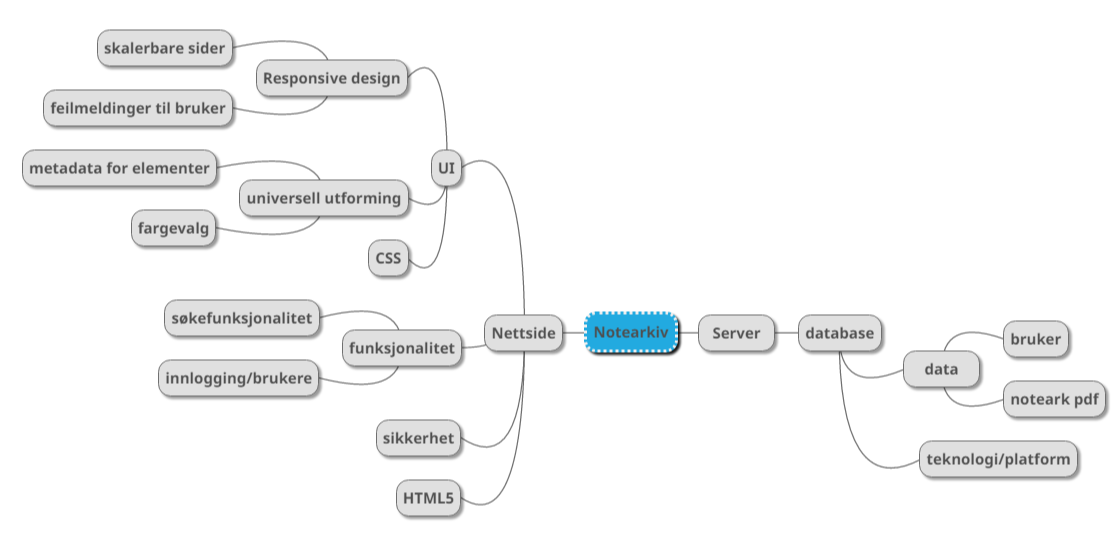 skalerbare sider
Responsive design
feilmeldinger til bruker
metadata for elementer
UI
universell utforming
fargevalg
CSS
søkefunksjonalitet
funksjonalitet
innlogging/brukere
Nettside
Notearkiv
Server
database
bruker
data
noteark pdf
sikkerhet
teknologi/platform
HTML5